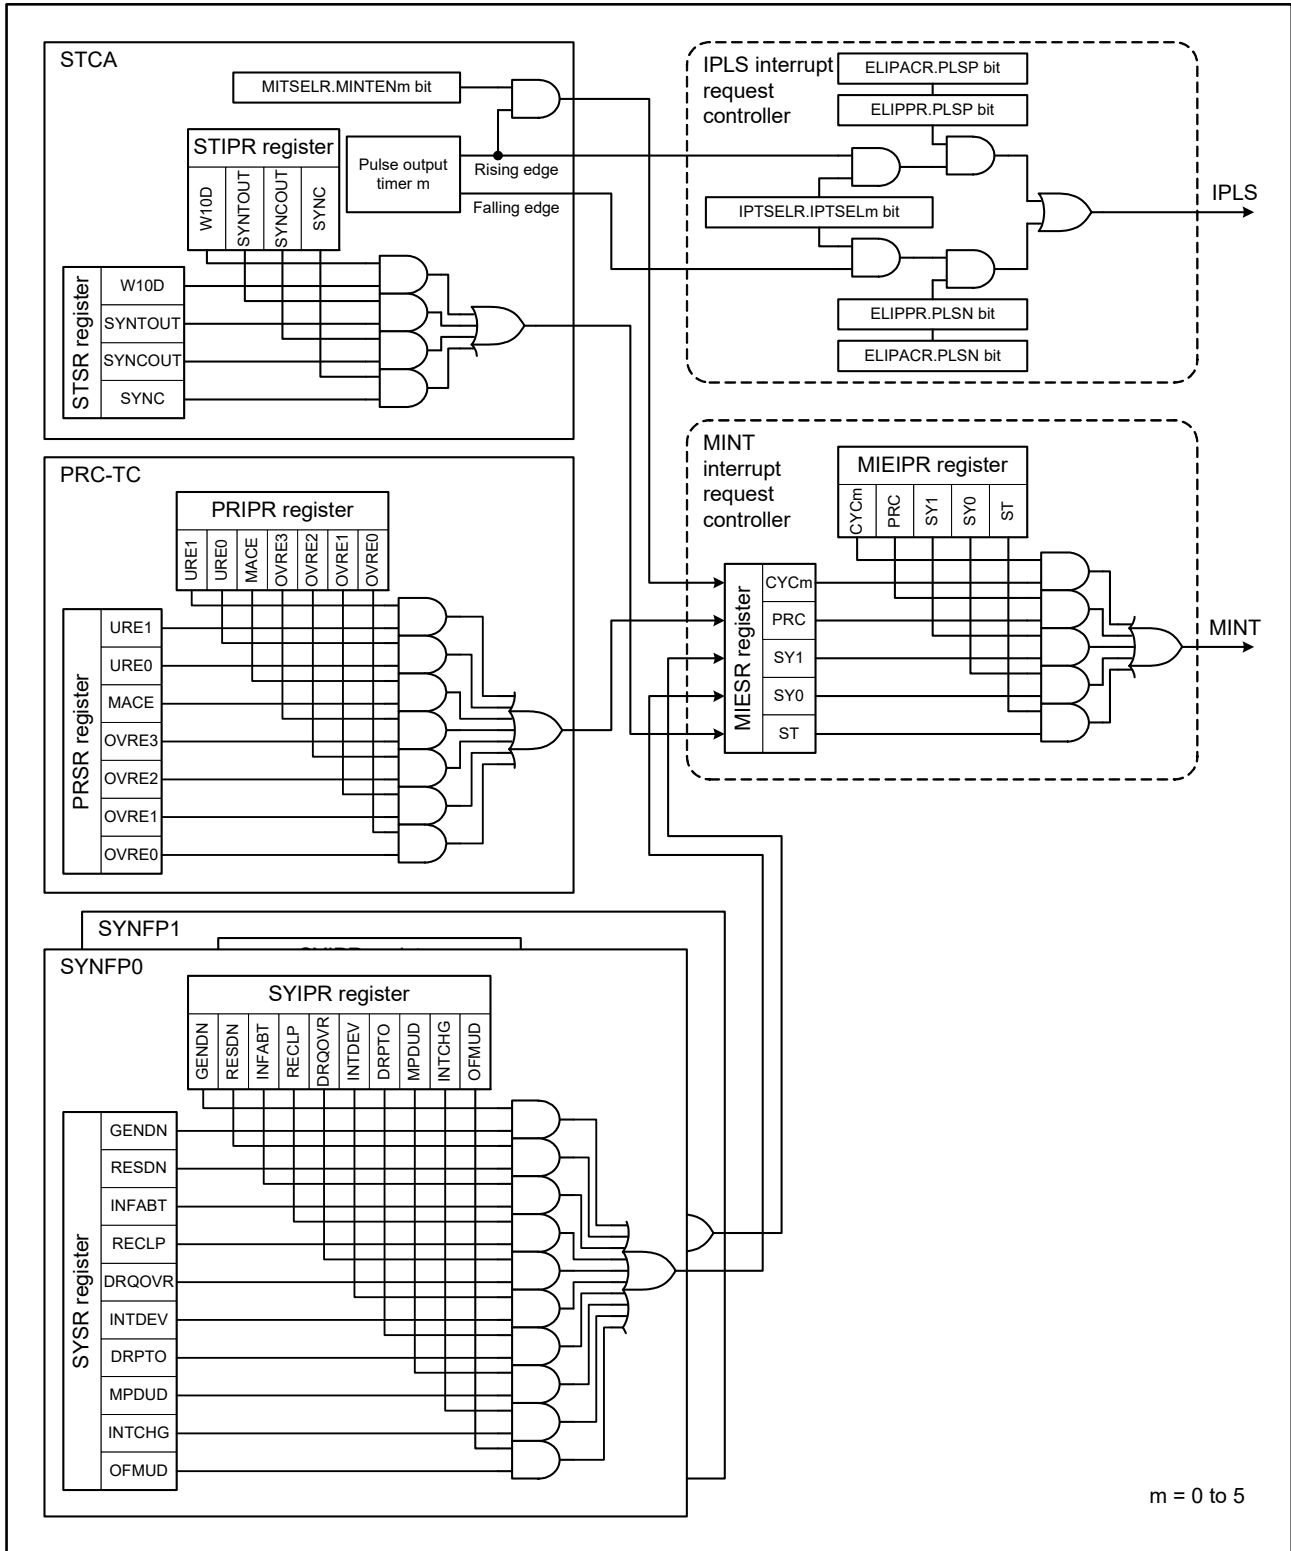 STCA
MITSELR.MINTENm bit
STIPR register
W10D
SYNTOUT
SYNCOUT
SYNC
Pulse output
timer m
Rising edge
Falling edge
STSR register
W10D
SYNTOUT
SYNCOUT
SYNC
IPLS interrupt
request
controller
ELIPACR.PLSP bit
ELIPPR.PLSP bit
IPTSELR.IPTSELm bit
ELIPPR.PLSN bit
ELIPACR.PLSN bit
IPLS
PRC-TC
PRIPR register
URE1
URE0
MACE
OVRE3
OVRE2
OVRE1
OVRE0
PRSR register
URE1
URE0
MACE
OVRE3
OVRE2
OVRE1
OVRE0
MINT
interrupt
request
controller
MIEIPR register
CYCm
PRC
SY1
SY0
ST
MIESR register
CYCm
PRC
SY1
SY0
ST
MINT
SYNFP1
SYNFP0
SYIPR register
GENDN
RESDN
INFABT
RECLP
DRQOVR
INTDEV
DRPTO
MPDUD
INTCHG
OFMUD
SYSR register
GENDN
RESDN
INFABT
RECLP
DRQOVR
INTDEV
DRPTO
MPDUD
INTCHG
OFMUD
m = 0 to 5